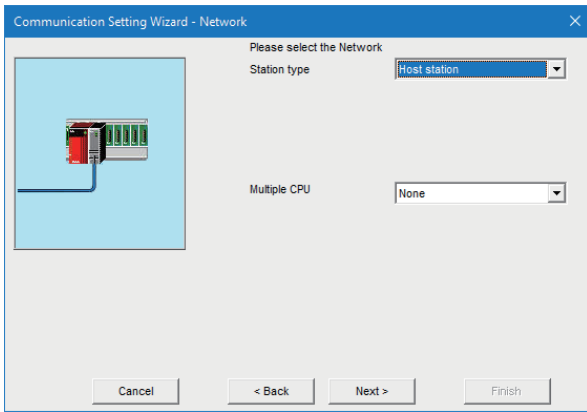 Communication Setting Wizard - Network
Please select the Network
Station type
Host station
Multiple CPU
None
Cancel
< Back
Next >
Finish